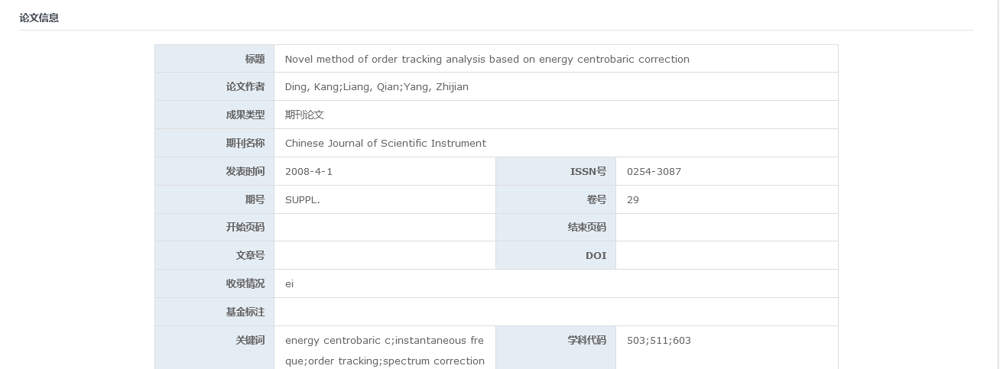 论文信息
标题 Novel method of order tracking analysis based on energy centrobaric correction
论文作者 Ding, Kang;Liang, Qian;Yang, Zhijian
成果类型 期刊论文
期刊名称 Chinese Journal of Scientific Instrument
发表时间 2008-4-1 ISSN号 0254-3087
期号 SUPPL. 卷号 29
开始页码 结束页码
文章号 DOI
收录情况 ei
基金标注
关键词 energy centrobaric c;instantaneous fre 学科代码 503;511;603
que;order tracking;spectrum correction